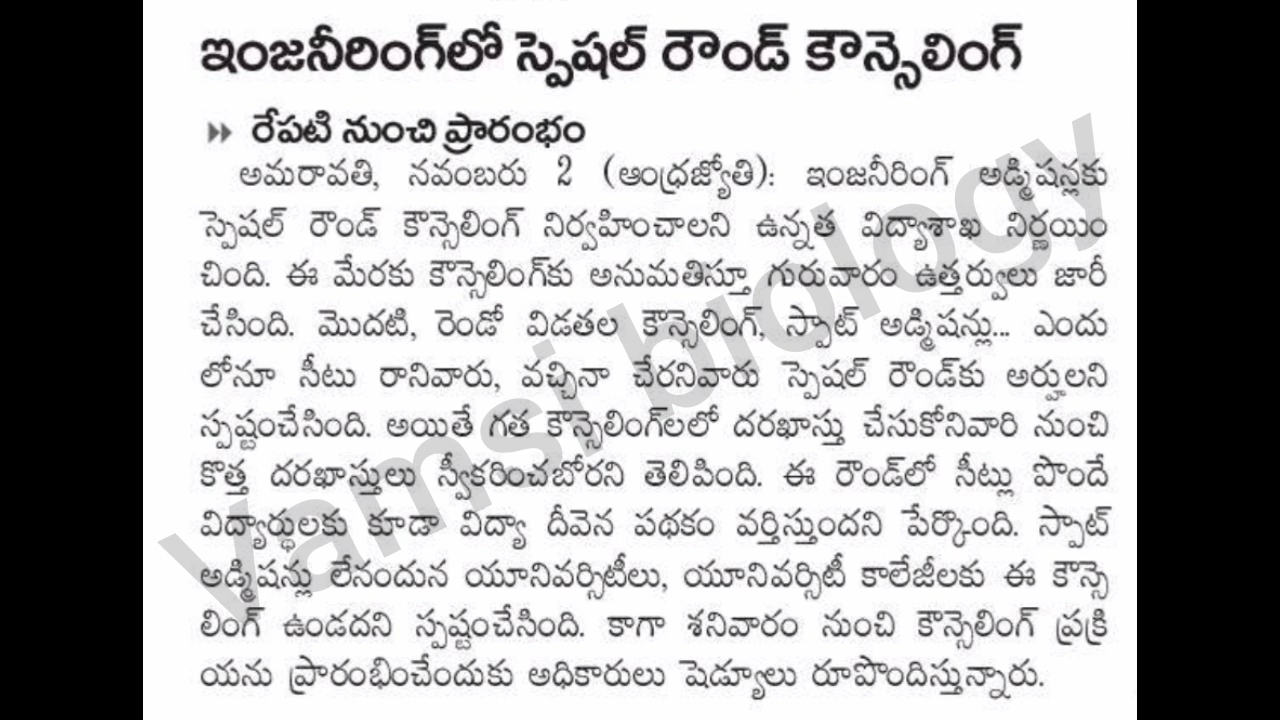 ఇంజనీరింగ్‌లో స్పెషల్ రౌండ్ కౌన్సెలింగ్
రేపటి నుంచి ప్రారంభం
అమరావతి, నవంబరు 2 (ఆంధ్రజ్యోతి): ఇంజనీరింగ్ అడ్మిషన్లకు
స్పెషల్ రౌండ్ కౌన్సెలింగ్ నిర్వహించాలని ఉన్నత విద్యాశాఖ నిర్ణయిం
చింది. ఈ మేరకు కౌన్సెలింగ్‌కు అనుమతిస్తూ గురువారం ఉత్తర్వులు జారీ
చేసింది. మొదటి, రెండో విడతల కౌన్సెలింగ్, స్పాట్ అడ్మిషన్లు... ఎందు
లోనూ సీటు రానివారు, వచ్చినా చేరనివారు స్పెషల్ రౌండ్‌కు అర్హులని
స్పష్టంచేసింది. అయితే గత కౌన్సెలింగ్‌లలో దరఖాస్తు చేసుకోనివారి నుంచి
కొత్త దరఖాస్తులు స్వీకరించబోరని తెలిపింది. ఈ రౌండ్‌లో సీట్లు పొందే
విద్యార్థులకు కూడా విద్యా దీవెన పథకం వర్తిస్తుందని పేర్కొంది. స్పాట్
అడ్మిషన్లు లేనందున యూనివర్సిటీలు, యూనివర్సిటీ కాలేజీలకు ఈ కౌన్సె
లింగ్ ఉండదని స్పష్టంచేసింది. కాగా శనివారం నుంచి కౌన్సెలింగ్ ప్రక్రి
యను ప్రారంభించేందుకు అధికారులు షెడ్యూలు రూపొందిస్తున్నారు.
Vamsi biology